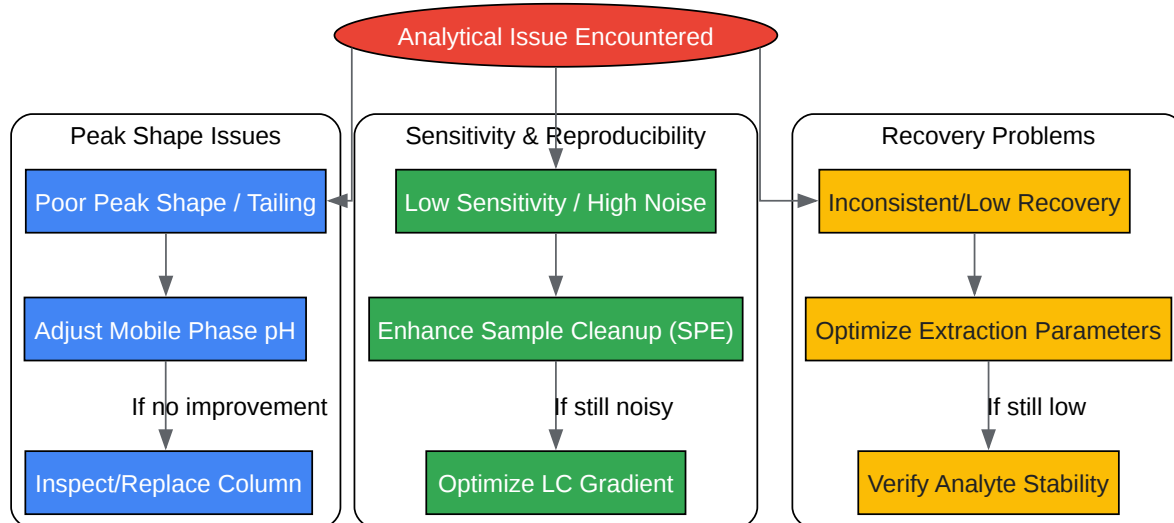 Analytical Issue Encountered
Peak Shape Issues
Sensitivity & Reproducibility
Recovery Problems
Poor Peak Shape / Tailing
Low Sensitivity / High Noise
Inconsistent/Low Recovery
Adjust Mobile Phase pH
Enhance Sample Cleanup (SPE)
Optimize Extraction Parameters
If no improvement
If still noisy
If still low
Inspect/Replace Column
Optimize LC Gradient
Verify Analyte Stability